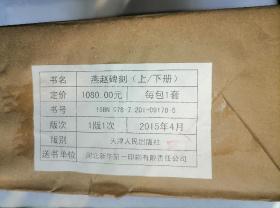 书名 燕赵碑刻(上/下册)
定价 1080.00元 每包1套
书号 ISBN 978-7-201-09170-5
版次 1版1次 2015年4月
版别 天津人民出版社
送书单位 河北新华第一印刷有限责任公司